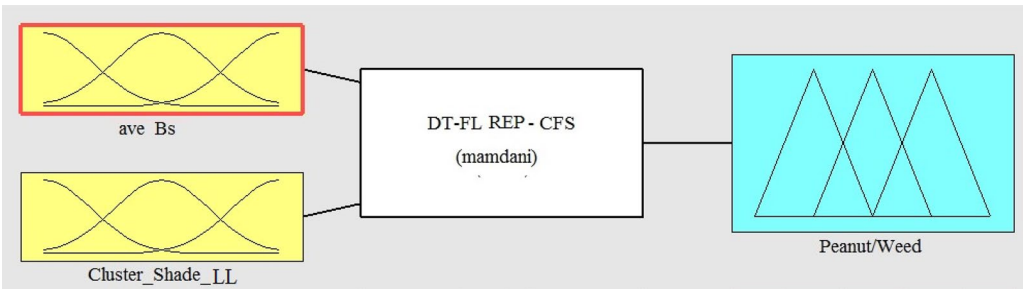 ave Bs
DT-FL REP - CFS
(mamdani)
Peanut/Weed
Cluster_Shade_LL